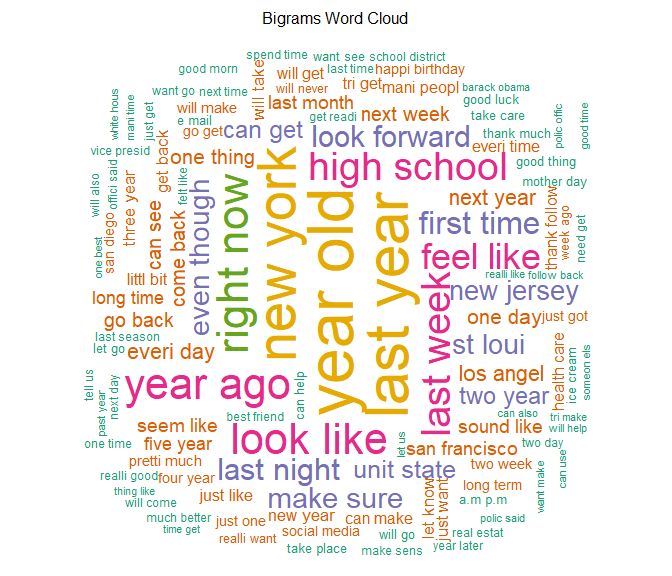 Bigrams Word Cloud
spend time
want see
school district
good morn
will get
last time
happi birthday
will take
tri get
mani peopl
barack obama
want go
next time
will never
good luck
white hous
mani time
just get
will make
last month
e mail
get readi
next week
take care
polic offic
good time
go get
can get
look forward
thank much
everi time
vice presid
one thing
get back
high school
good thing
will also
offici said
three year
felt like
new york
year old
last year
next year
mother day
can see
even though
right now
first time
thank follow
week ago
need get
one best
san diego
come back
feel like
littl bit
realli like
follow back
long time
last week
new jersey
go back
one day
just got
last season
let go
everi day
st loui
health care
ice cream
someon els
tell us
past year
next day
year ago
can help
los angel
two year
best friend
can also
tri make
seem like
look like
sound like
will help
one time
five year
let us
san francisco
two day
pretti much
last night
unit state
two week
can use
realli good
four year
want make
thing like
just like
make sure
let know
just want
long term
will come
a.m p.m
much better
just one
new year
can make
polic said
time get
social media
realli want
will go
real estat
take place
make sens
year later